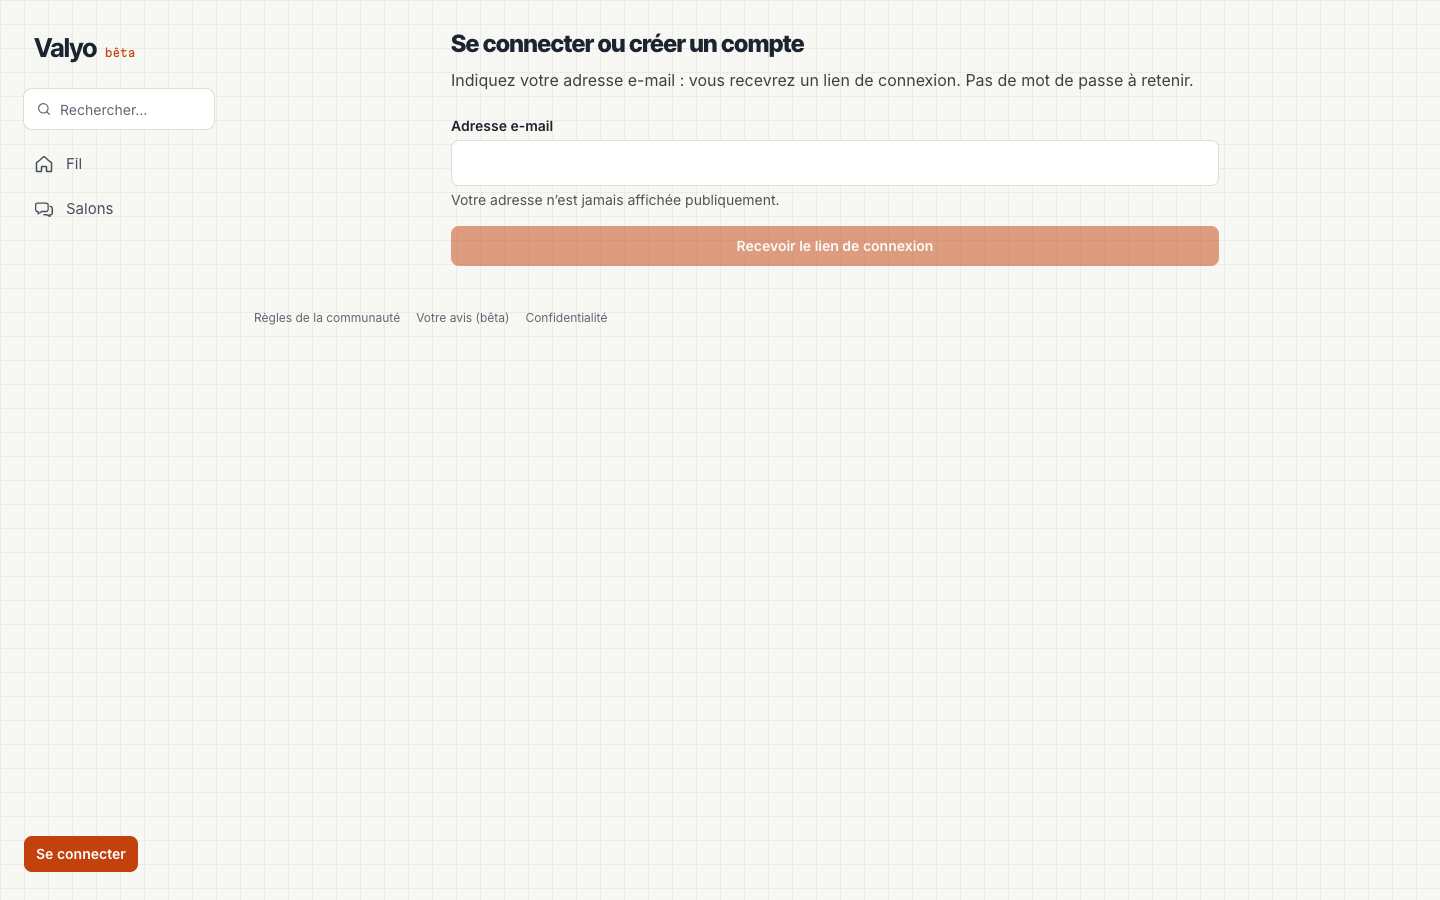 Valyo bêta
Rechercher...
Fil
Salons
Se connecter ou créer un compte
Indiquez votre adresse e-mail : vous recevrez un lien de connexion. Pas de mot de passe à retenir.
Adresse e-mail
Votre adresse n’est jamais affichée publiquement.
Recevoir le lien de connexion
Règles de la communauté Votre avis (bêta) Confidentialité
Se connecter